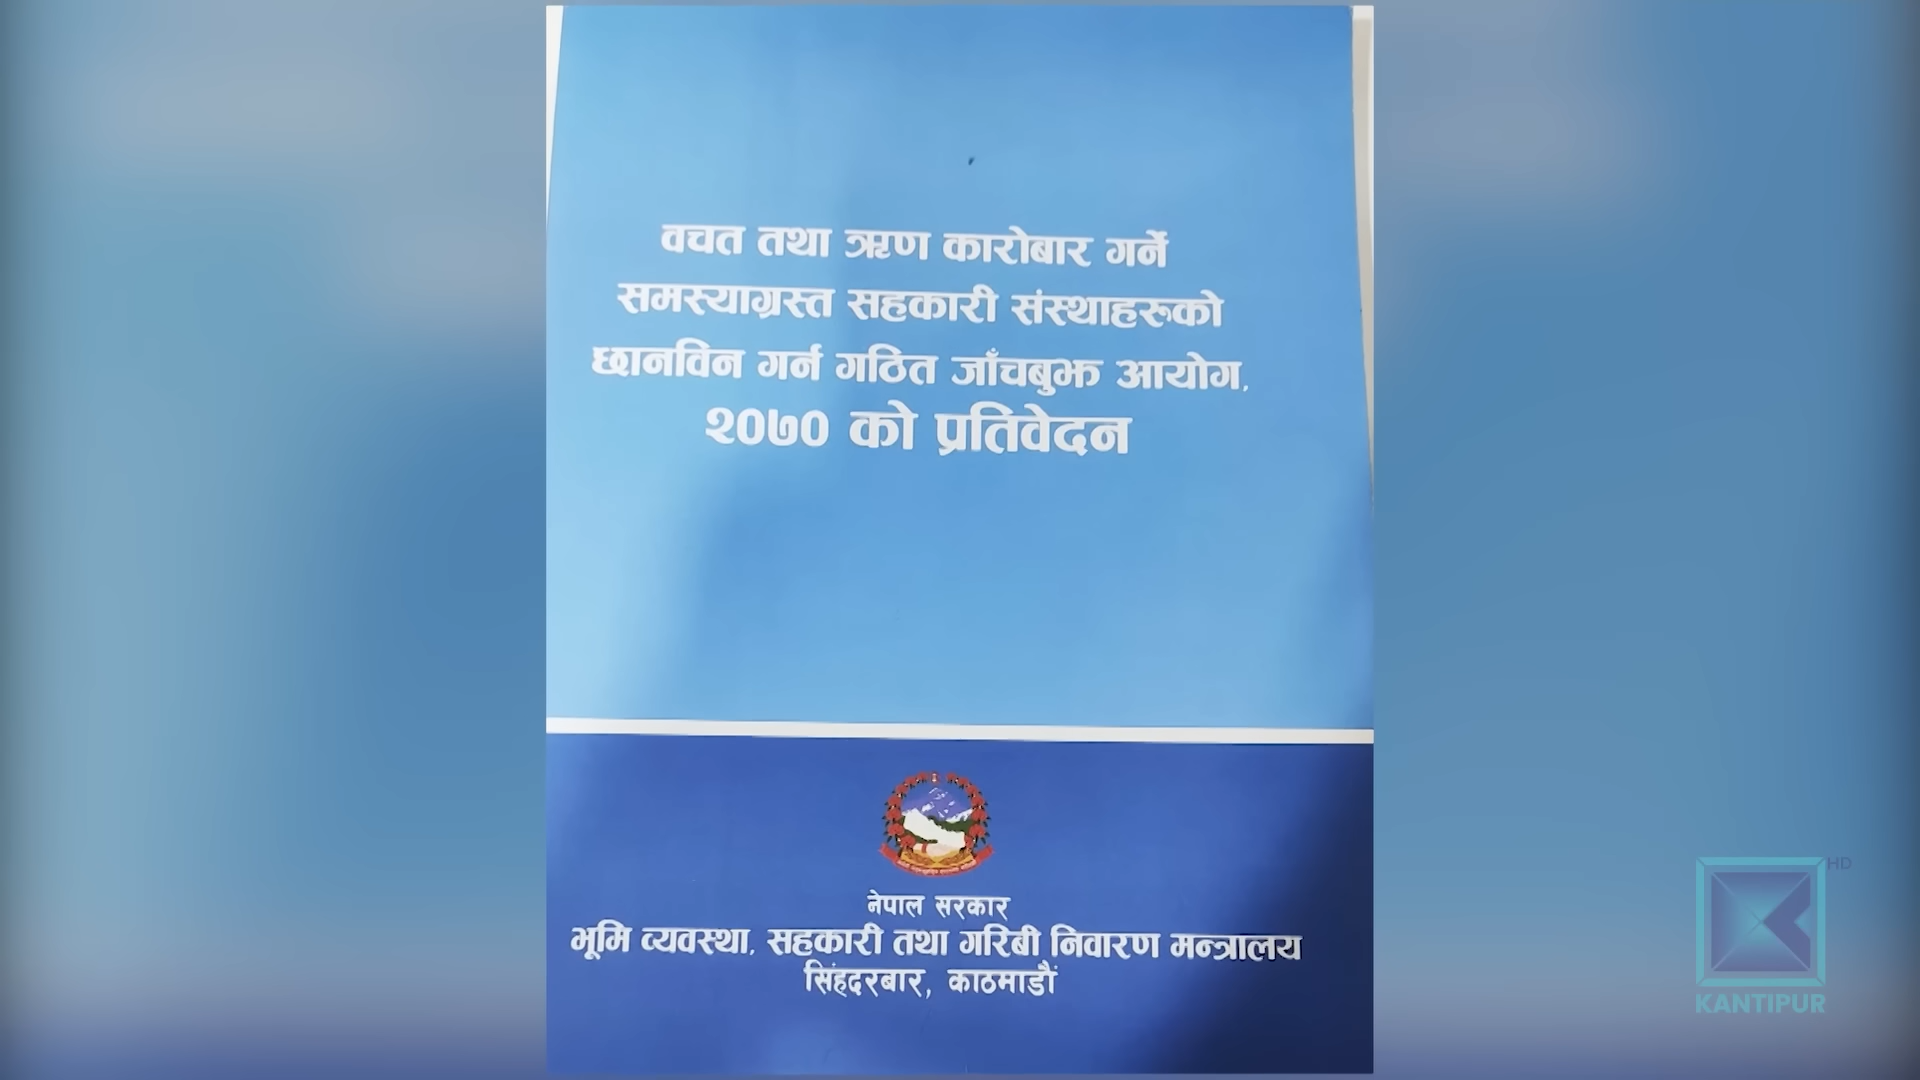 वचत तथा ऋण कारोबार गर्ने
समस्याग्रस्त सहकारी संस्थाहरुको
छानविन गर्न गठित जाँचबुझ आयोग,
२०७० को प्रतिवेदन
नेपाल सरकार
भूमि व्यवस्था, सहकारी तथा गरिबी निवारण मन्त्रालय
सिंहदरबार, काठमाडौं
HD
KANTIPUR